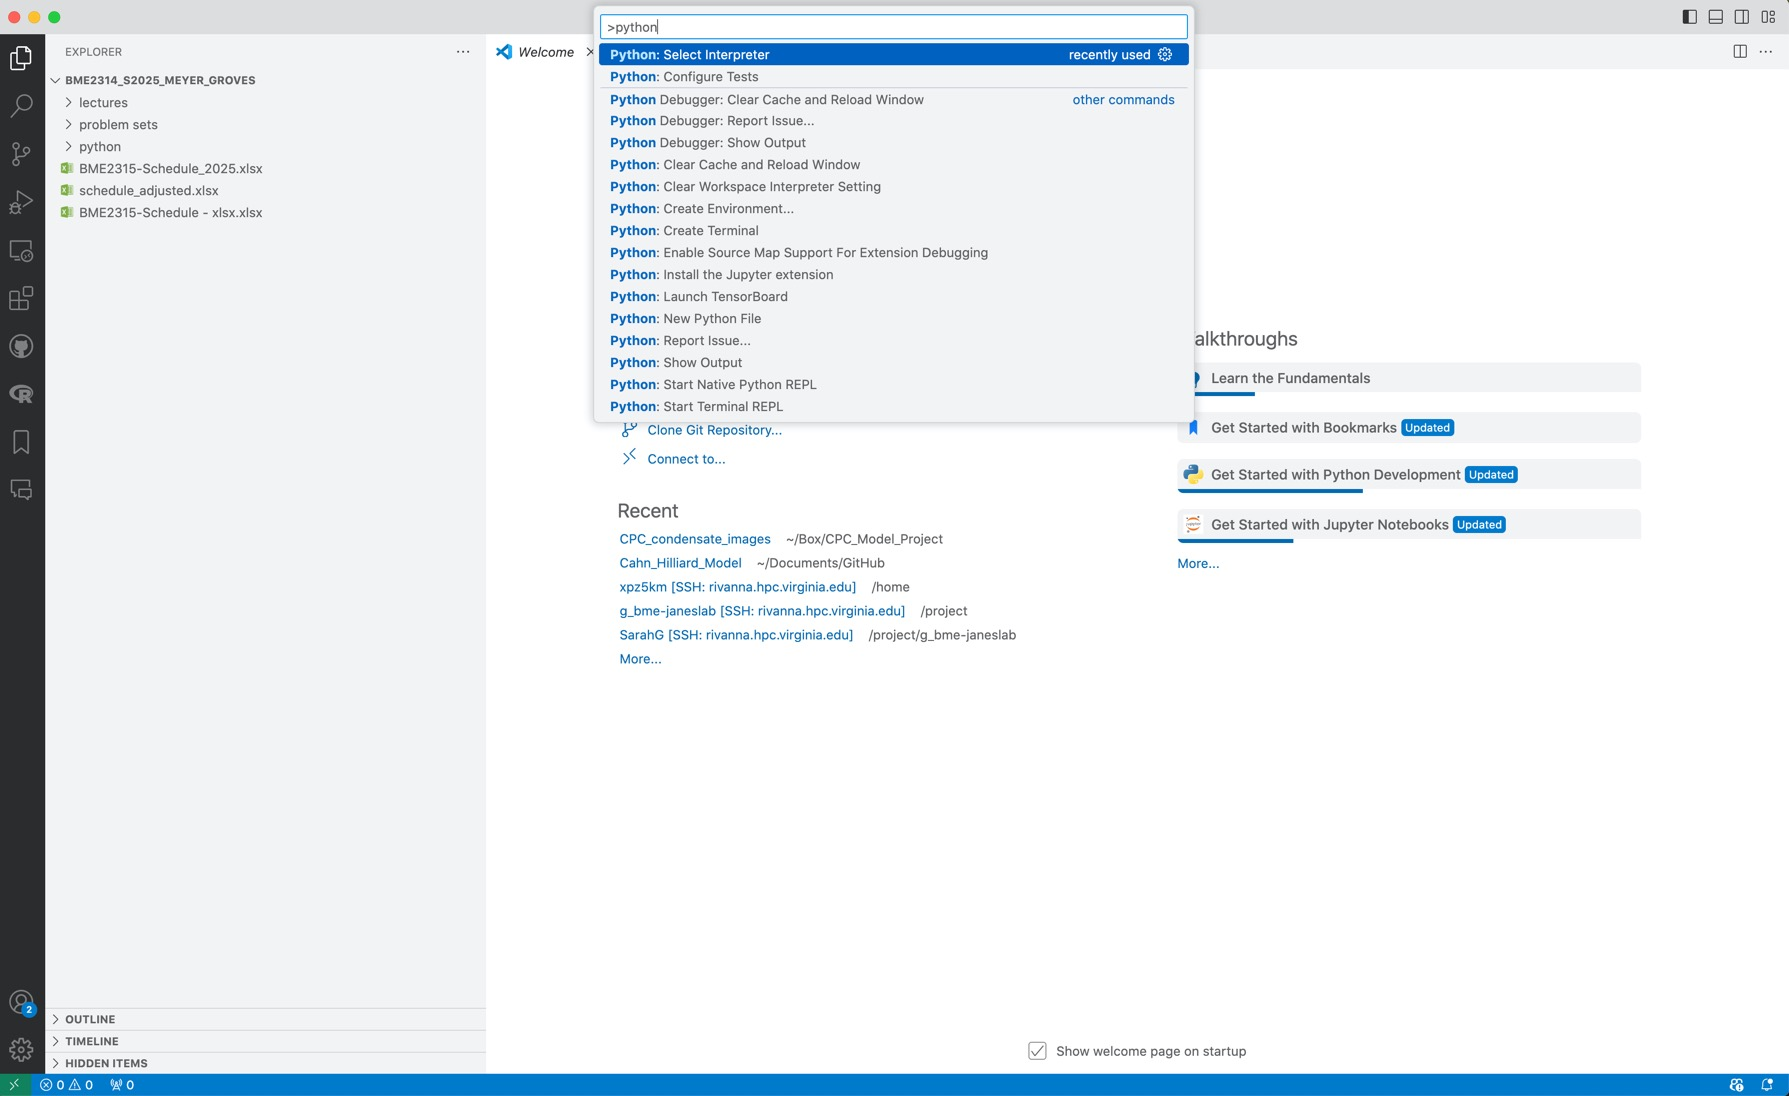 >python
Python: Select Interpreter recently used
Python: Configure Tests
Python Debugger: Clear Cache and Reload Window other commands
Python Debugger: Report Issue...
Python Debugger: Show Output
Python: Clear Cache and Reload Window
Python: Clear Workspace Interpreter Setting
Python: Create Environment...
Python: Create Terminal
Python: Enable Source Map Support For Extension Debugging
Python: Install the Jupyter extension
Python: Launch TensorBoard
Python: New Python File
Python: Report Issue...
Python: Show Output
Python: Start Native Python REPL
Python: Start Terminal REPL
EXPLORER
BME2314_S2025_MEYER_GROVES
lectures
problem sets
python
BME2315-Schedule_2025.xlsx
schedule_adjusted.xlsx
BME2315-Schedule - xlsx.xlsx
OUTLINE
TIMELINE
HIDDEN ITEMS
Welcome
Clone Git Repository...
Connect to...
Recent
CPC_condensate_images ~/Box/CPC_Model_Project
Cahn_Hilliard_Model ~/Documents/GitHub
xpz5km [SSH: rivanna.hpc.virginia.edu] /home
g_bme-janeslab [SSH: rivanna.hpc.virginia.edu] /project
SarahG [SSH: rivanna.hpc.virginia.edu] /project/g_bme-janeslab
More...
alkthroughs
Learn the Fundamentals
Get Started with Bookmarks Updated
Get Started with Python Development Updated
Get Started with Jupyter Notebooks Updated
More...
Show welcome page on startup
2
0 0 0